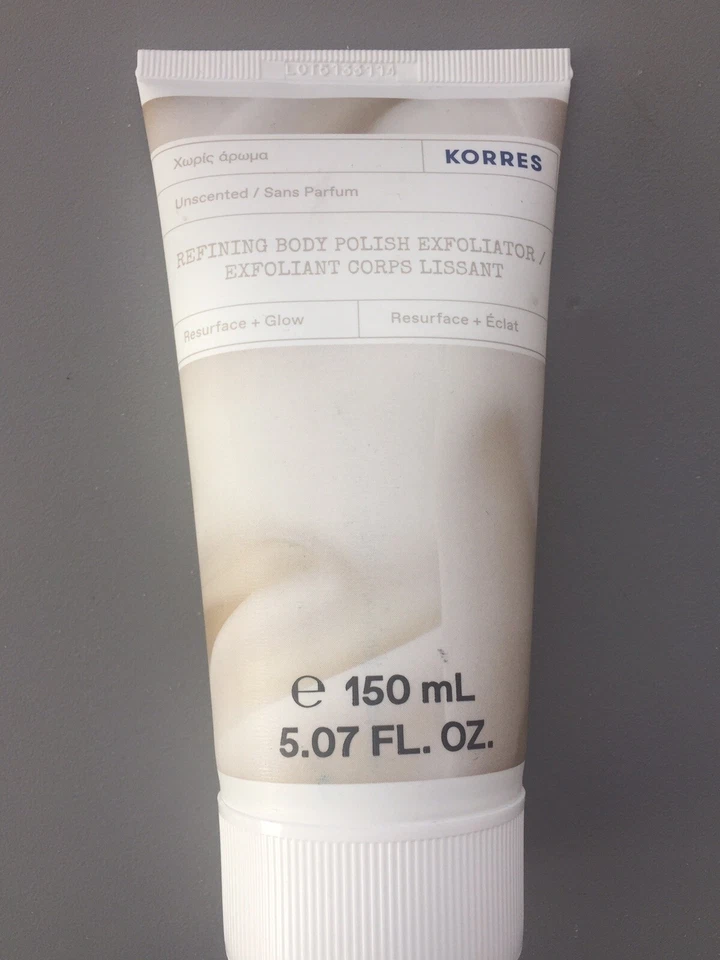 Χωρίς άρωμα
KORRES
Unscented / Sans Parfum
REFINING BODY POLISH EXFOLIATOR /
EXFOLIANT CORPS LISSANT
Resurface + Glow
Resurface + Éclat
℮ 150 mL
5.07 FL. OZ.